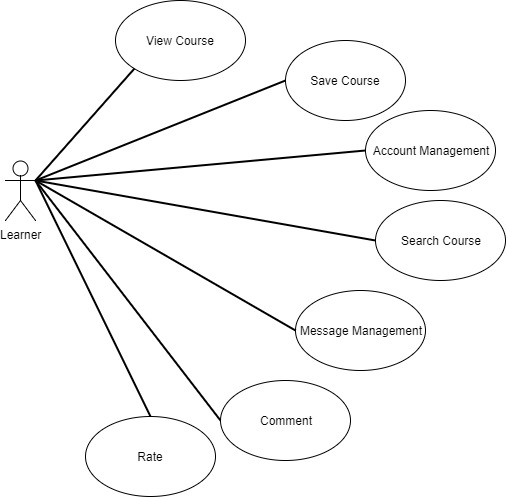 View Course
Save Course
Account Management
Learner
Search Course
Message Management
Comment
Rate